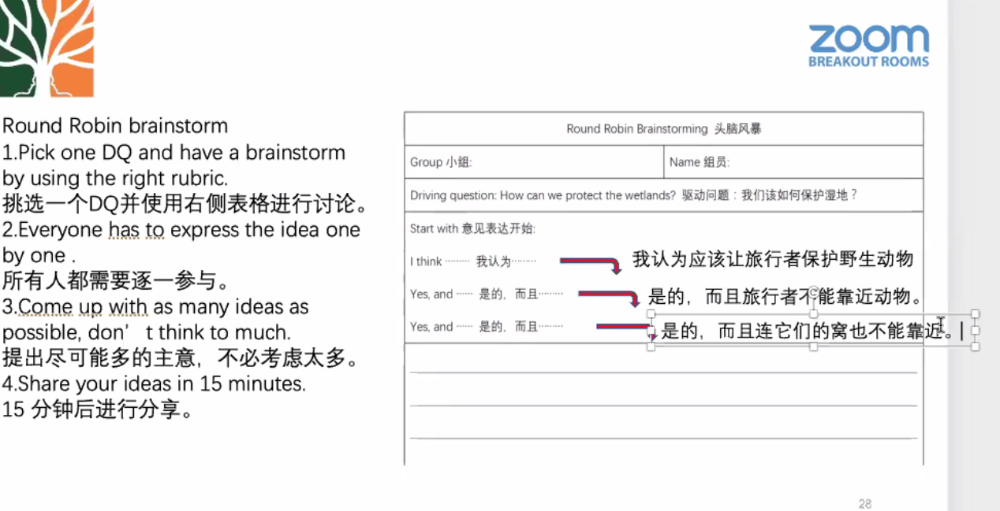 zoom
BREAKOUT ROOMS
Round Robin brainstorm
1.Pick one DQ and have a brainstorm
by using the right rubric.
挑选一个DQ并使用右侧表格进行讨论。
2.Everyone has to express the idea one
by one .
所有人都需要逐一参与。
3.Come up with as many ideas as
possible, don’ t think to much.
提出尽可能多的主意，不必考虑太多。
4.Share your ideas in 15 minutes.
15 分钟后进行分享。
Round Robin Brainstorming 头脑风暴
Group 小组:
Name 组员:
Driving question: How can we protect the wetlands? 驱动问题：我们该如何保护湿地？
Start with 意见表达开始:
I think ········ 我认为········ 我认为应该让旅行者保护野生动物
Yes, and ······ 是的，而且········ 是的，而且旅行者不能靠近动物。
Yes, and ······ 是的，而且········ 是的，而且连它们的窝也不能靠近。
28